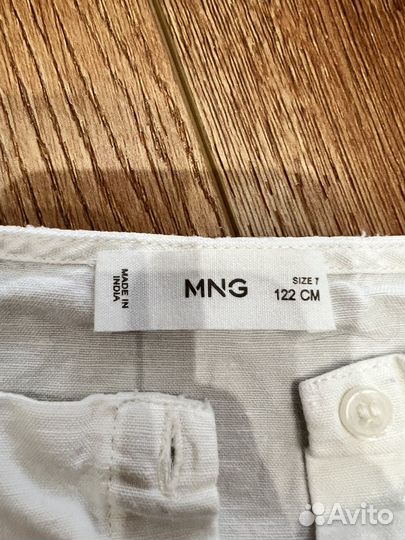 MADE IN
INDIA
MNG
SIZE 7
122 CM
Avito